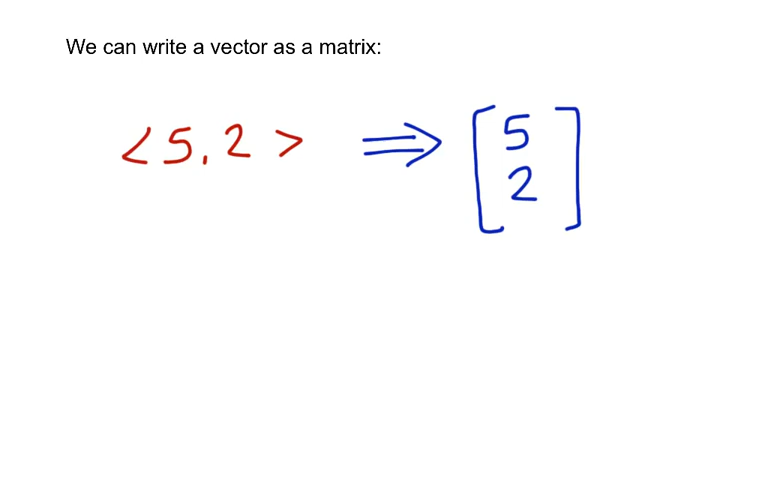 We can write a vector as a matrix:
< 5, 2 > ⟹ [5
2]